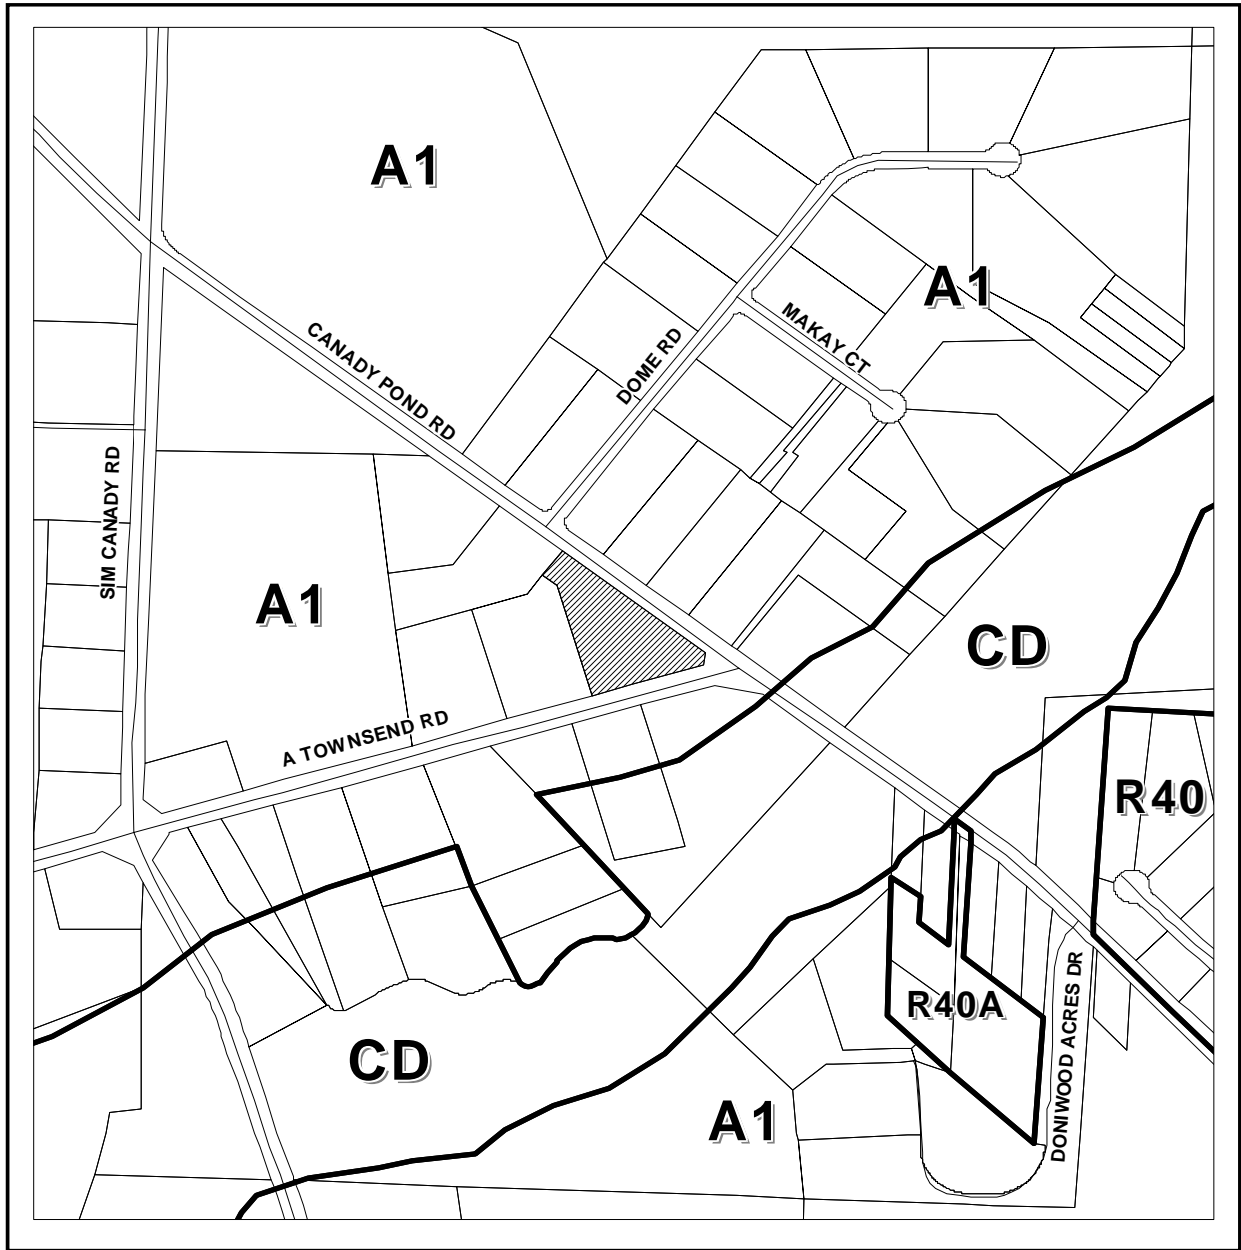 A1
A1
CANADY POND RD
MAKAY CT
DOME RD
SIM CANADY RD
A1
CD
A TOWNSEND RD
R40
R40A
DONIWOOD ACRES DR
CD
A1